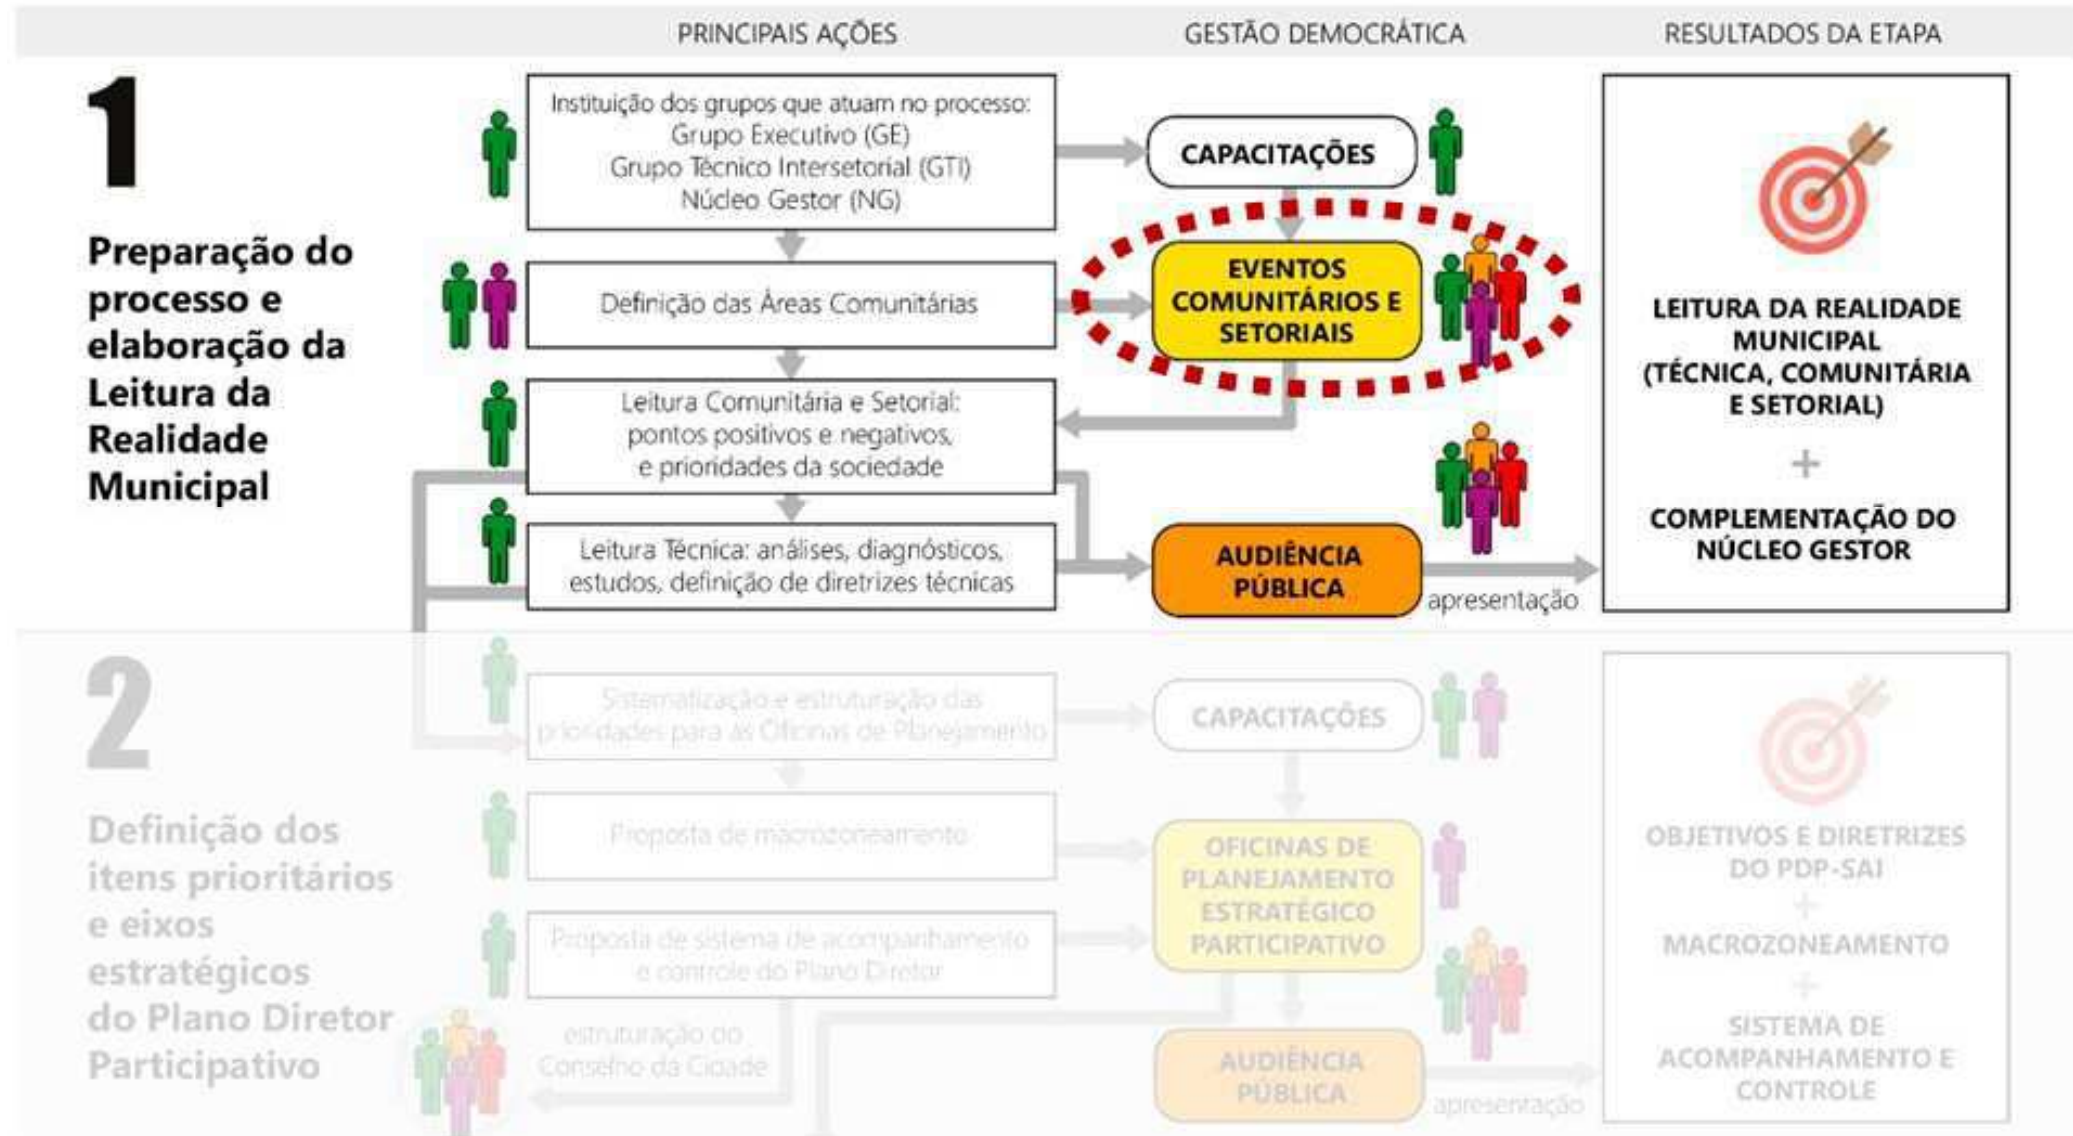 PRINCIPAIS AÇÕES
GESTÃO DEMOCRÁTICA
RESULTADOS DA ETAPA
1
Preparação do
processo e
elaboração da
Leitura da
Realidade
Municipal
Instituição dos grupos que atuam no processo:
Grupo Executivo (GE)
Grupo Técnico Intersetorial (GTI)
Núcleo Gestor (NG)
Definição das Áreas Comunitárias
Leitura Comunitária e Setorial:
pontos positivos e negativos,
e prioridades da sociedade
Leitura Técnica: análises, diagnósticos,
estudos, definição de diretrizes técnicas
CAPACITAÇÕES
EVENTOS
COMUNITÁRIOS E
SETORIAIS
AUDIÊNCIA
PÚBLICA
apresentação
LEITURA DA REALIDADE
MUNICIPAL
(TÉCNICA, COMUNITÁRIA
E SETORIAL)
+
COMPLEMENTAÇÃO DO
NÚCLEO GESTOR
2
Definição dos
itens prioritários
e eixos
estratégicos
do Plano Diretor
Participativo
Sistematização e estruturação das
prioridades para as Oficinas de Planejamento
Proposta de macrozoneamento
Proposta de sistema de acompanhamento
e controle do Plano Diretor
estruturação do
Conselho da Cidade
CAPACITAÇÕES
OFICINAS DE
PLANEJAMENTO
ESTRATÉGICO
PARTICIPATIVO
AUDIÊNCIA
PÚBLICA
apresentação
OBJETIVOS E DIRETRIZES
DO PDP-SAI
+
MACROZONEAMENTO
+
SISTEMA DE
ACOMPANHAMENTO E
CONTROLE